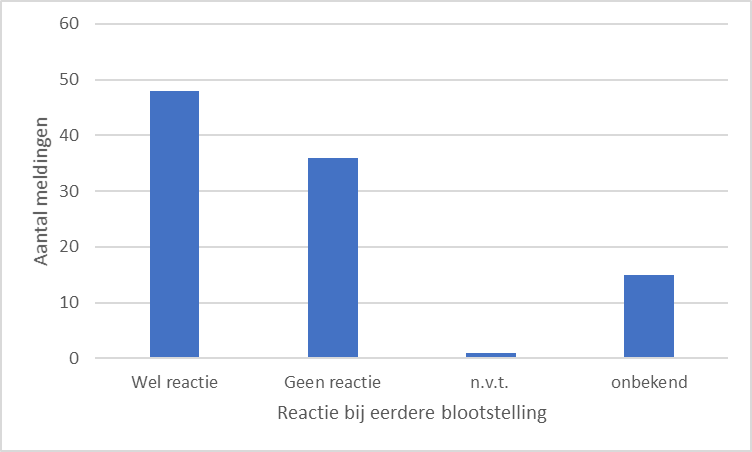 60
50
40
30
20
10
0
Aantal meldingen
Wel reactie
Geen reactie
n.v.t.
onbekend
Reactie bij eerdere blootstelling